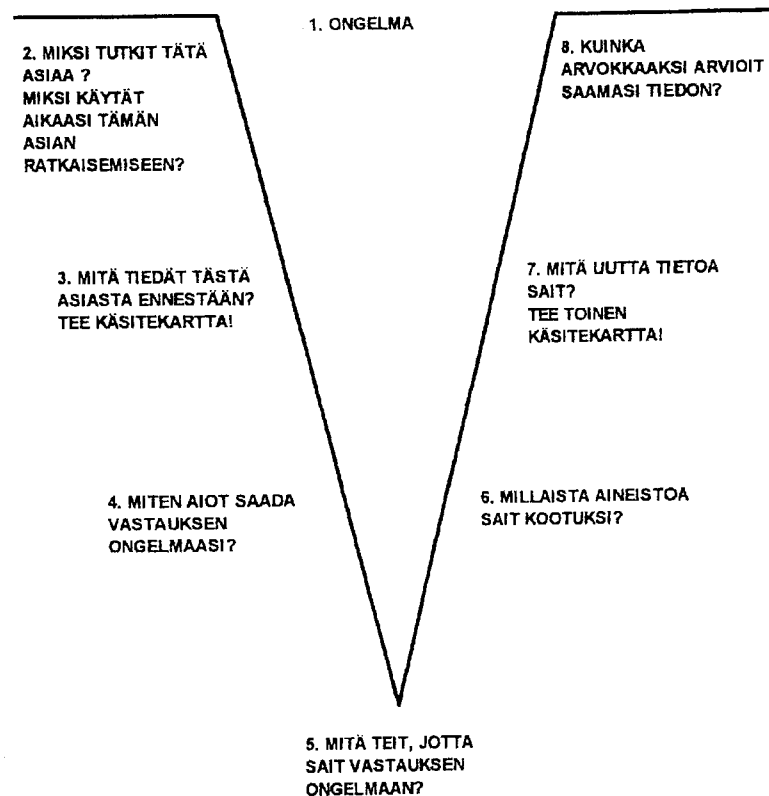 1. ONGELMA
2. MIKSI TUTKIT TÄTÄ
ASIAA ?
MIKSI KÄYTÄT
AIKAASI TÄMÄN
ASIAN
RATKAISEMISEEN?
3. MITÄ TIEDÄT TÄSTÄ
ASIASTA ENNESTÄÄN?
TEE KÄSITEKARTTA!
4. MITEN AIOT SAADA
VASTAUKSEN
ONGELMAASI?
5. MITÄ TEIT, JOTTA
SAIT VASTAUKSEN
ONGELMAAN?
6. MILLAISTA AINEISTOA
SAIT KOOTUKSI?
7. MITÄ UUTTA TIETOA
SAIT?
TEE TOINEN
KÄSITEKARTTA!
8. KUINKA
ARVOKKAAKSI ARVIOIT
SAAMASI TIEDON?